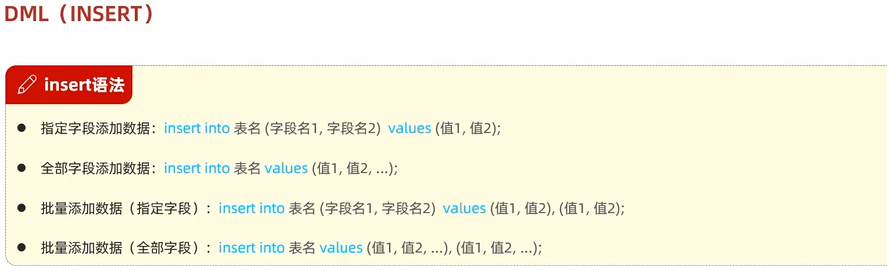 DML（INSERT）
insert语法
指定字段添加数据：insert into 表名 (字段名1, 字段名2)  values (值1, 值2);
全部字段添加数据：insert into 表名 values (值1, 值2, ...);
批量添加数据（指定字段）：insert into 表名 (字段名1, 字段名2)  values (值1, 值2), (值1, 值2);
批量添加数据（全部字段）：insert into 表名 values (值1, 值2, ...), (值1, 值2, ...);